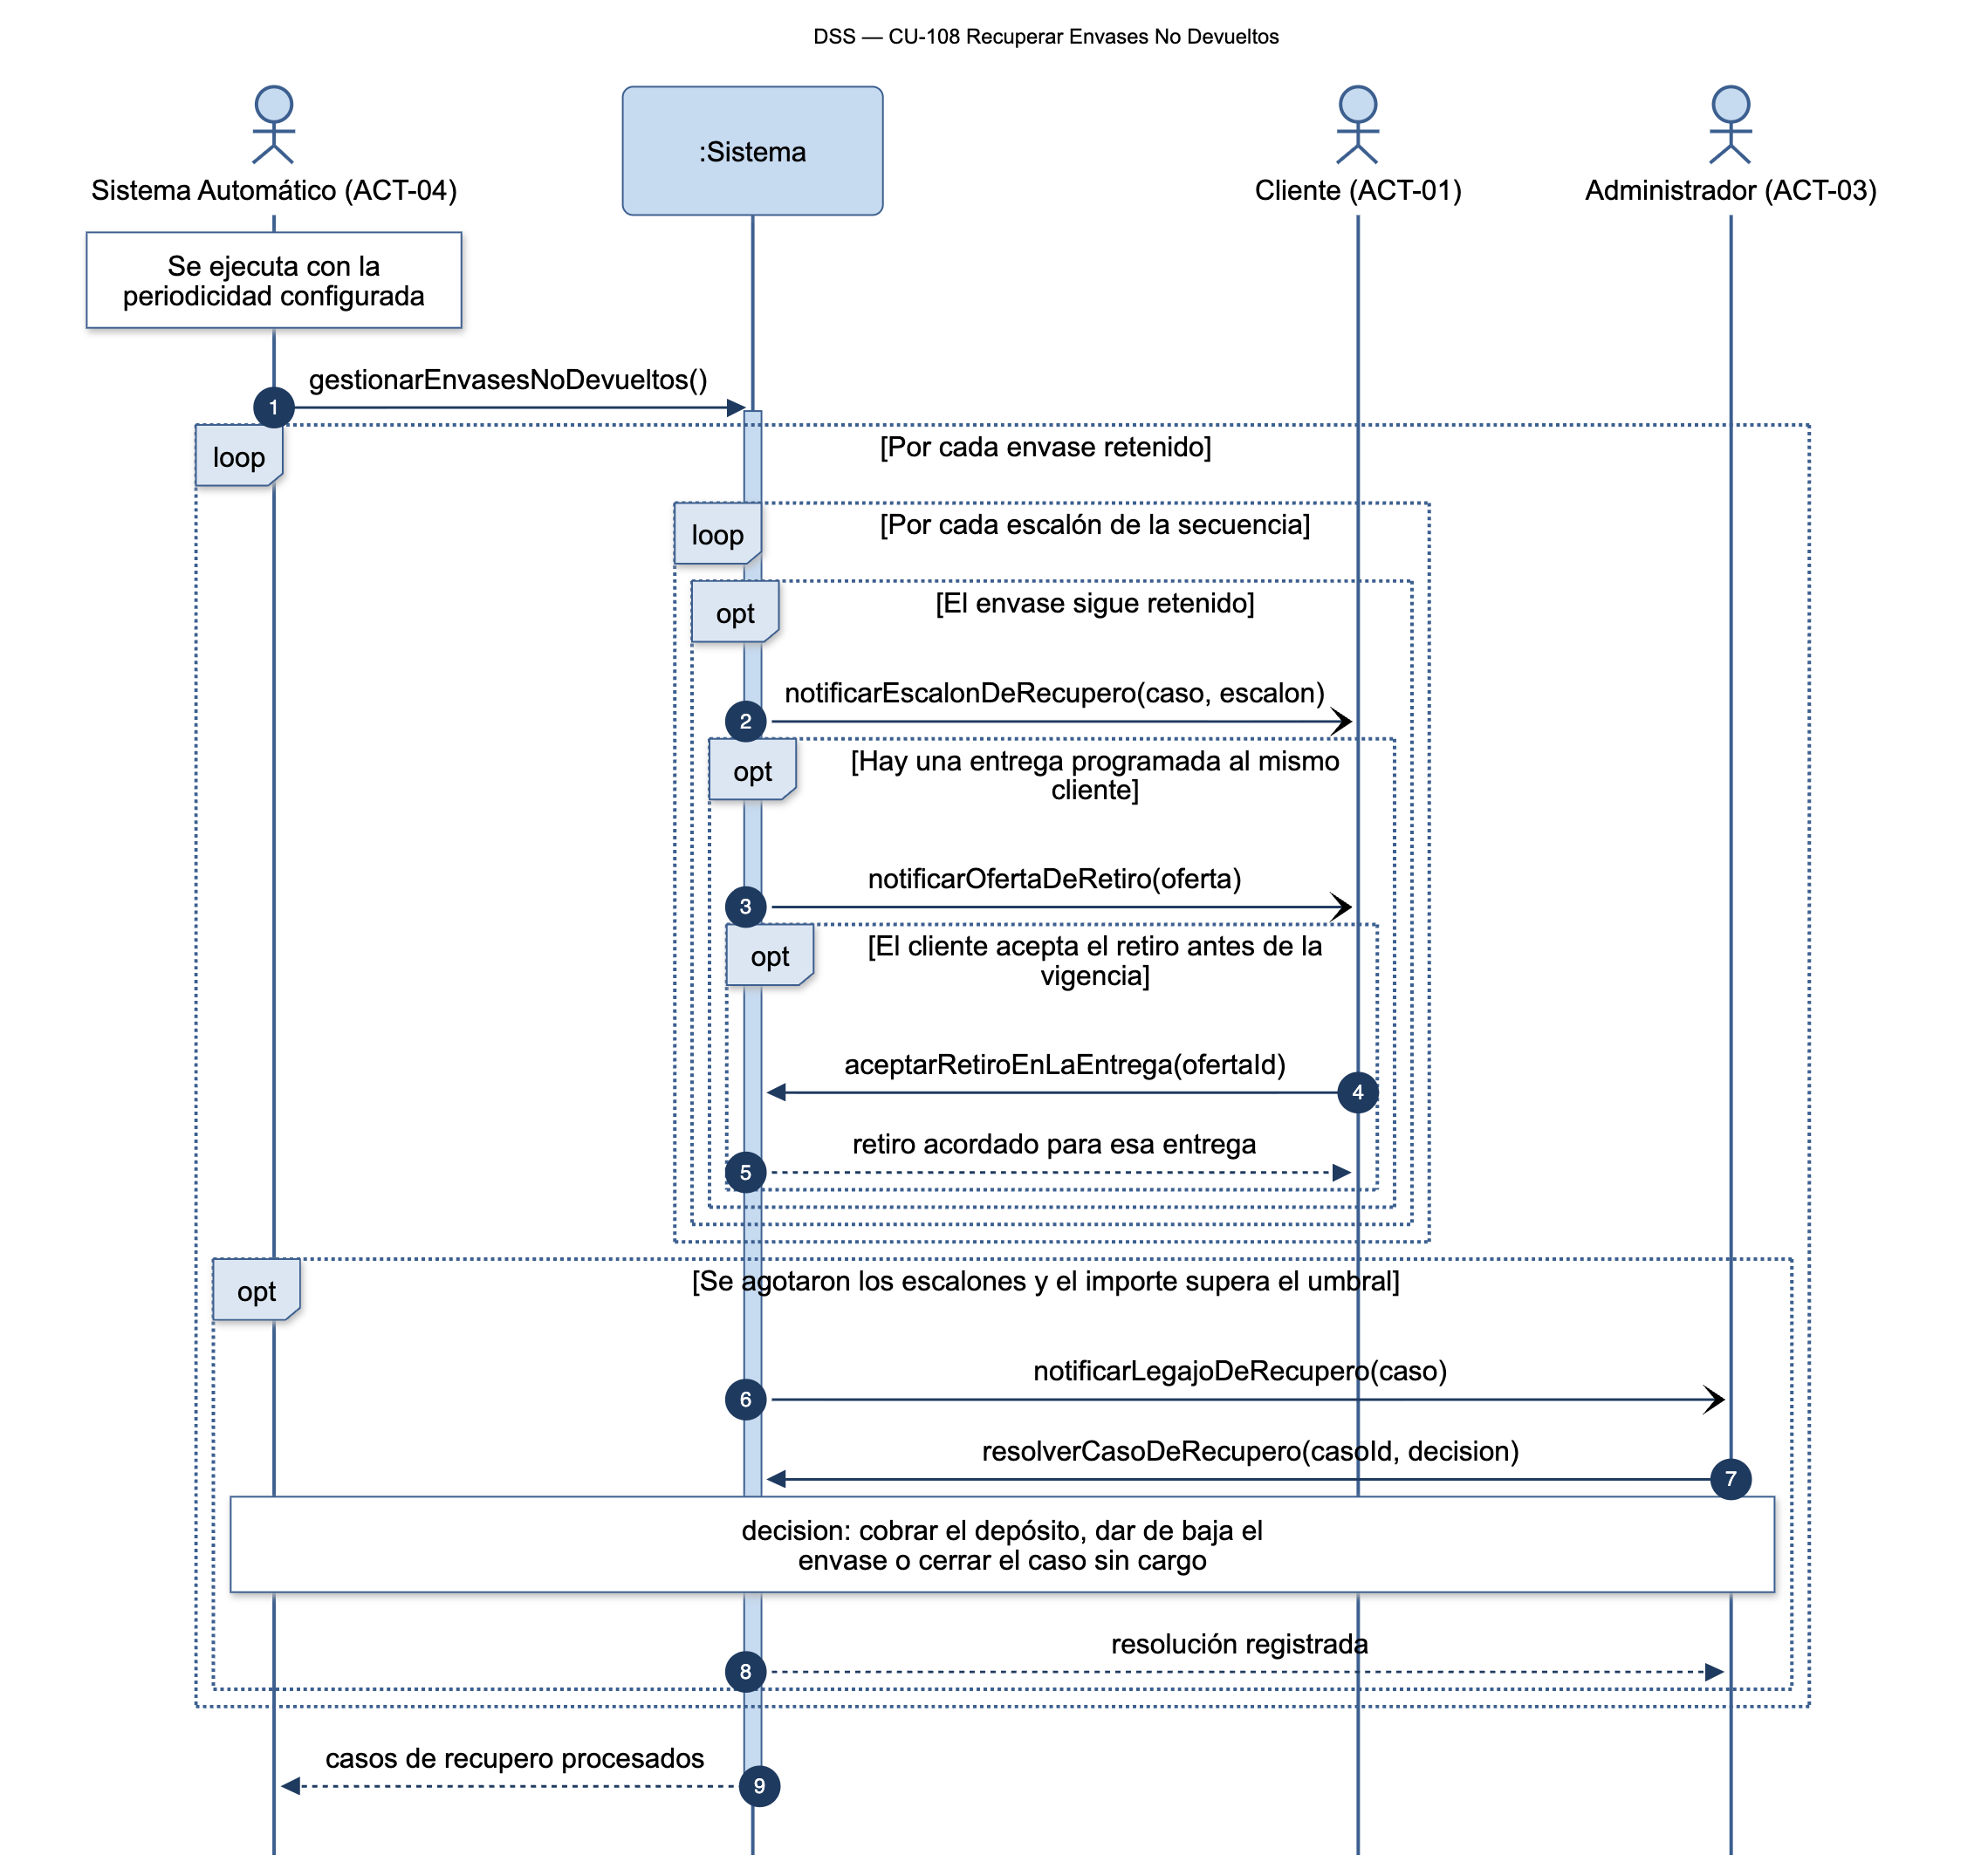 DSS — CU-108 Recuperar Envases No Devueltos
Sistema Automático (ACT-04)
:Sistema
Cliente (ACT-01)
Administrador (ACT-03)
Se ejecuta con la
periodicidad configurada
gestionarEnvasesNoDevueltos()
1
loop
[Por cada envase retenido]
loop
[Por cada escalón de la secuencia]
opt
[El envase sigue retenido]
notificarEscalonDeRecupero(caso, escalon)
2
opt
[Hay una entrega programada al mismo
cliente]
notificarOfertaDeRetiro(oferta)
3
opt
[El cliente acepta el retiro antes de la
vigencia]
aceptarRetiroEnLaEntrega(ofertaId)
4
retiro acordado para esa entrega
5
opt
[Se agotaron los escalones y el importe supera el umbral]
notificarLegajoDeRecupero(caso)
6
resolverCasoDeRecupero(casoId, decision)
7
decision: cobrar el depósito, dar de baja el
envase o cerrar el caso sin cargo
resolución registrada
8
casos de recupero procesados
9